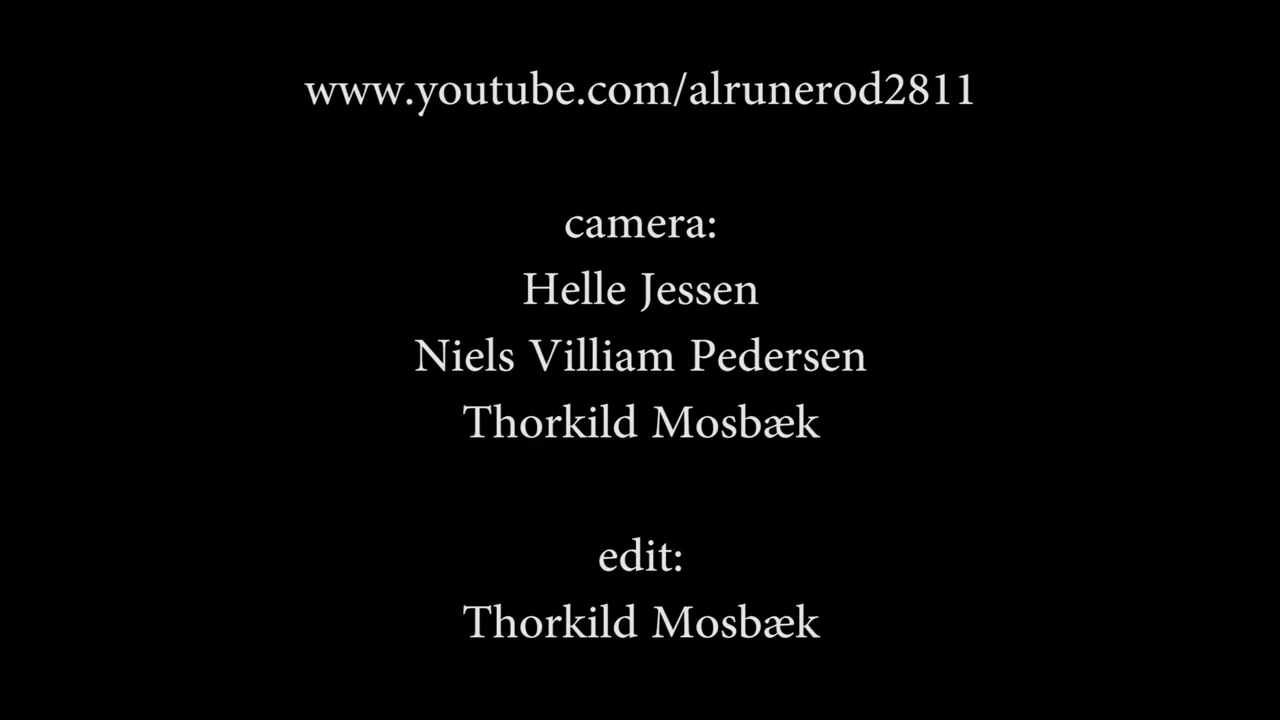 www.youtube.com/alrunerod2811
camera:
Helle Jessen
Niels Villiam Pedersen
Thorkild Mosbæk
edit:
Thorkild Mosbæk